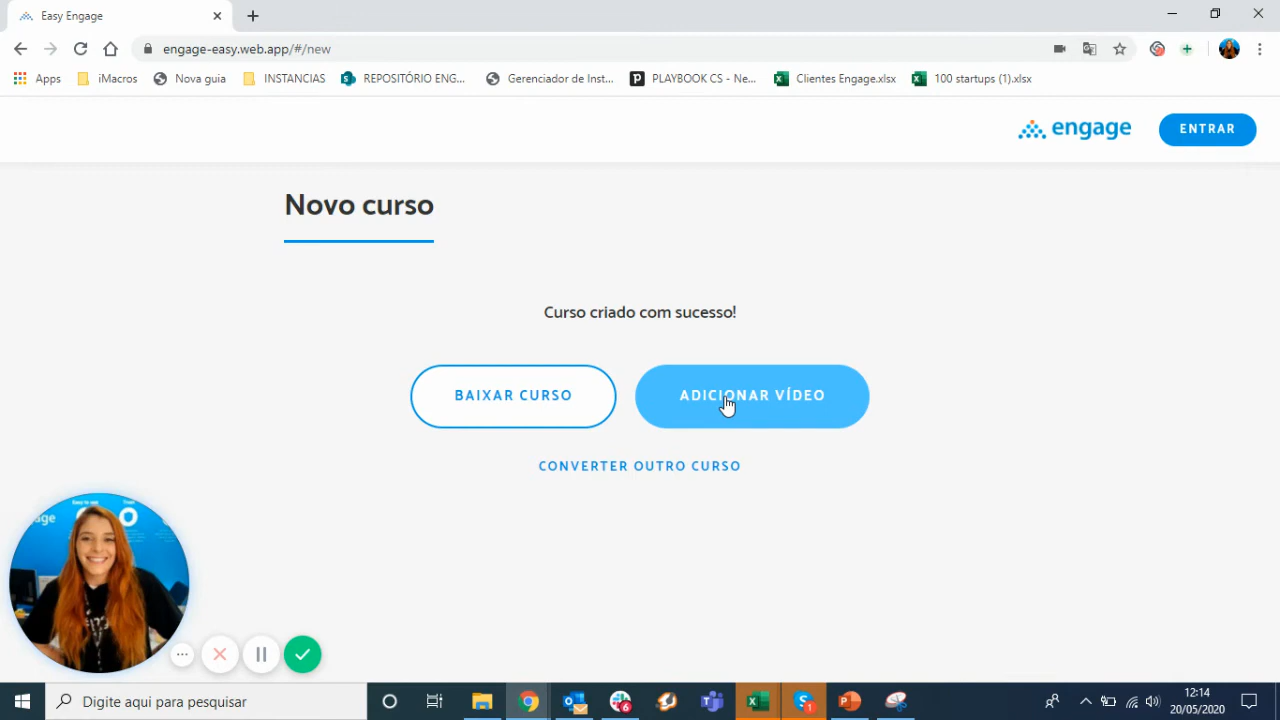 Easy Engage
engage-easy.web.app/#/new
Apps
iMacros
Nova guia
INSTANCIAS
REPOSITÓRIO ENG...
Gerenciador de Inst...
PLAYBOOK CS - Ne...
Clientes Engage.xlsx
100 startups (1).xlsx
engage
ENTRAR
Novo curso
Curso criado com sucesso!
BAIXAR CURSO
ADICIONAR VÍDEO
CONVERTER OUTRO CURSO
Digite aqui para pesquisar
6
1
12:14
20/05/2020